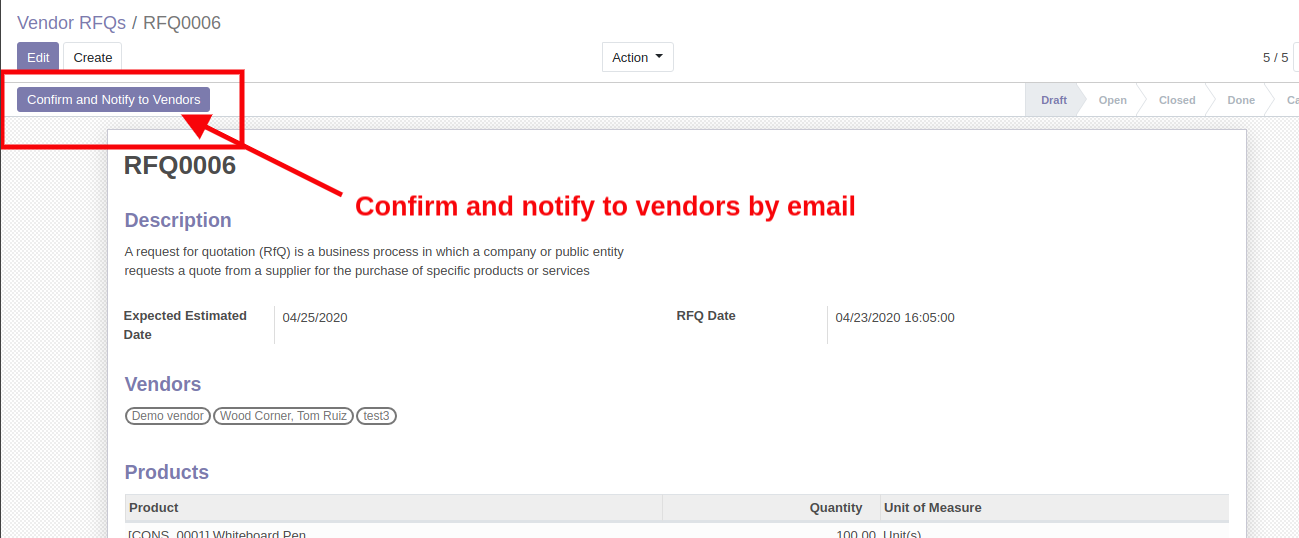 Vendor RFQs / RFQ0006
Edit Create Action 5 / 5
Confirm and Notify to Vendors Draft Open Closed Done Ca
RFQ0006
Confirm and notify to vendors by email
Description
A request for quotation (RfQ) is a business process in which a company or public entity
requests a quote from a supplier for the purchase of specific products or services
Expected Estimated 04/25/2020 RFQ Date 04/23/2020 16:05:00
Date
Vendors
Demo vendor Wood Corner, Tom Ruiz test3
Products
Product Quantity Unit of Measure
[CONS_0001] Whiteboard Pen 100.00 Unit(s)